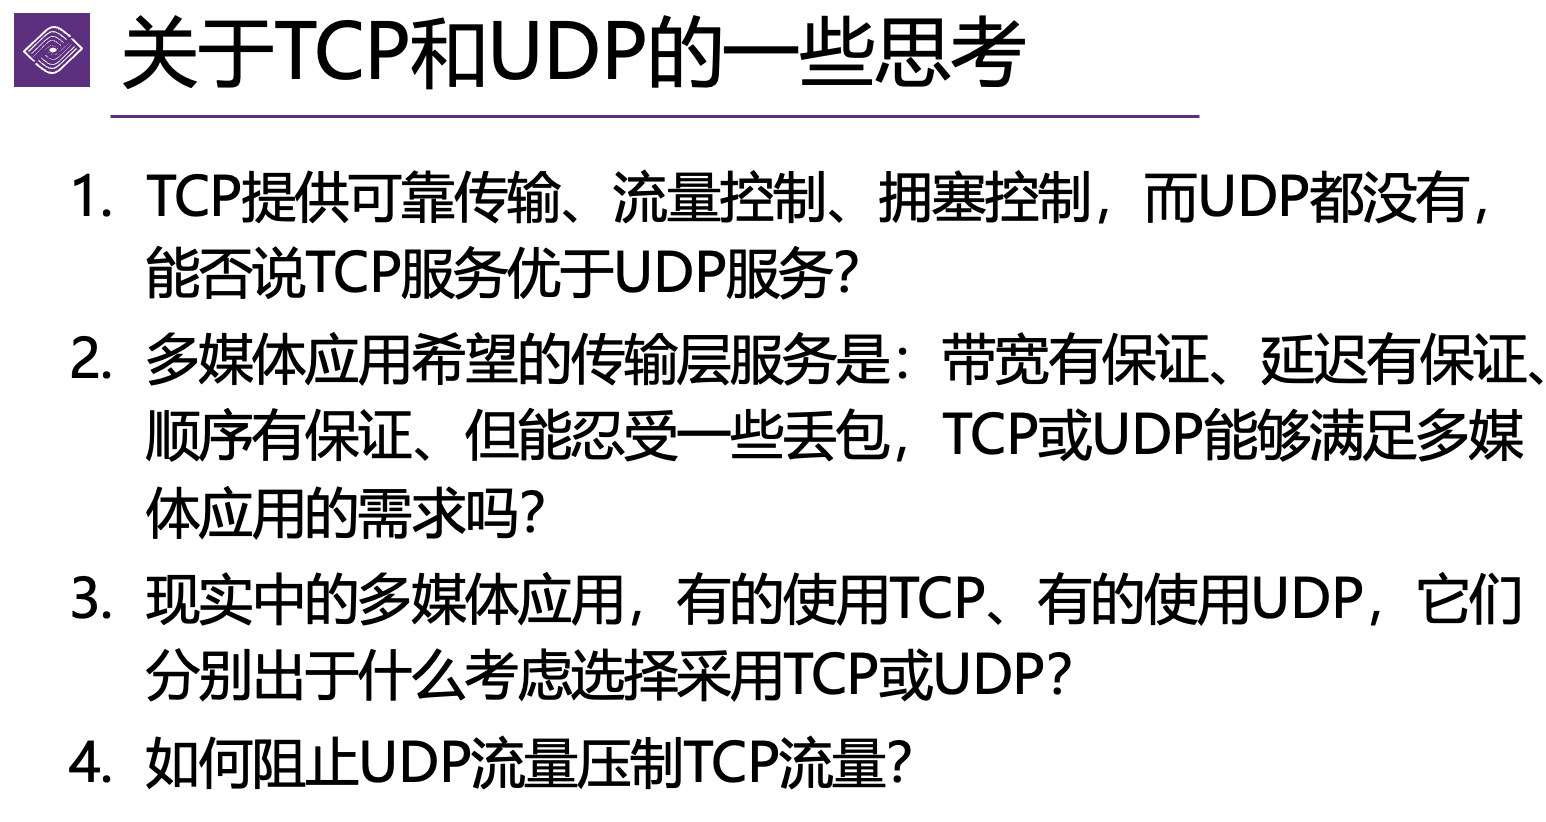 关于TCP和UDP的一些思考
1. TCP提供可靠传输、流量控制、拥塞控制，而UDP都没有，
能否说TCP服务优于UDP服务？
2. 多媒体应用希望的传输层服务是：带宽有保证、延迟有保证、
顺序有保证、但能忍受一些丢包，TCP或UDP能够满足多媒
体应用的需求吗？
3. 现实中的多媒体应用，有的使用TCP、有的使用UDP，它们
分别出于什么考虑选择采用TCP或UDP？
4. 如何阻止UDP流量压制TCP流量？